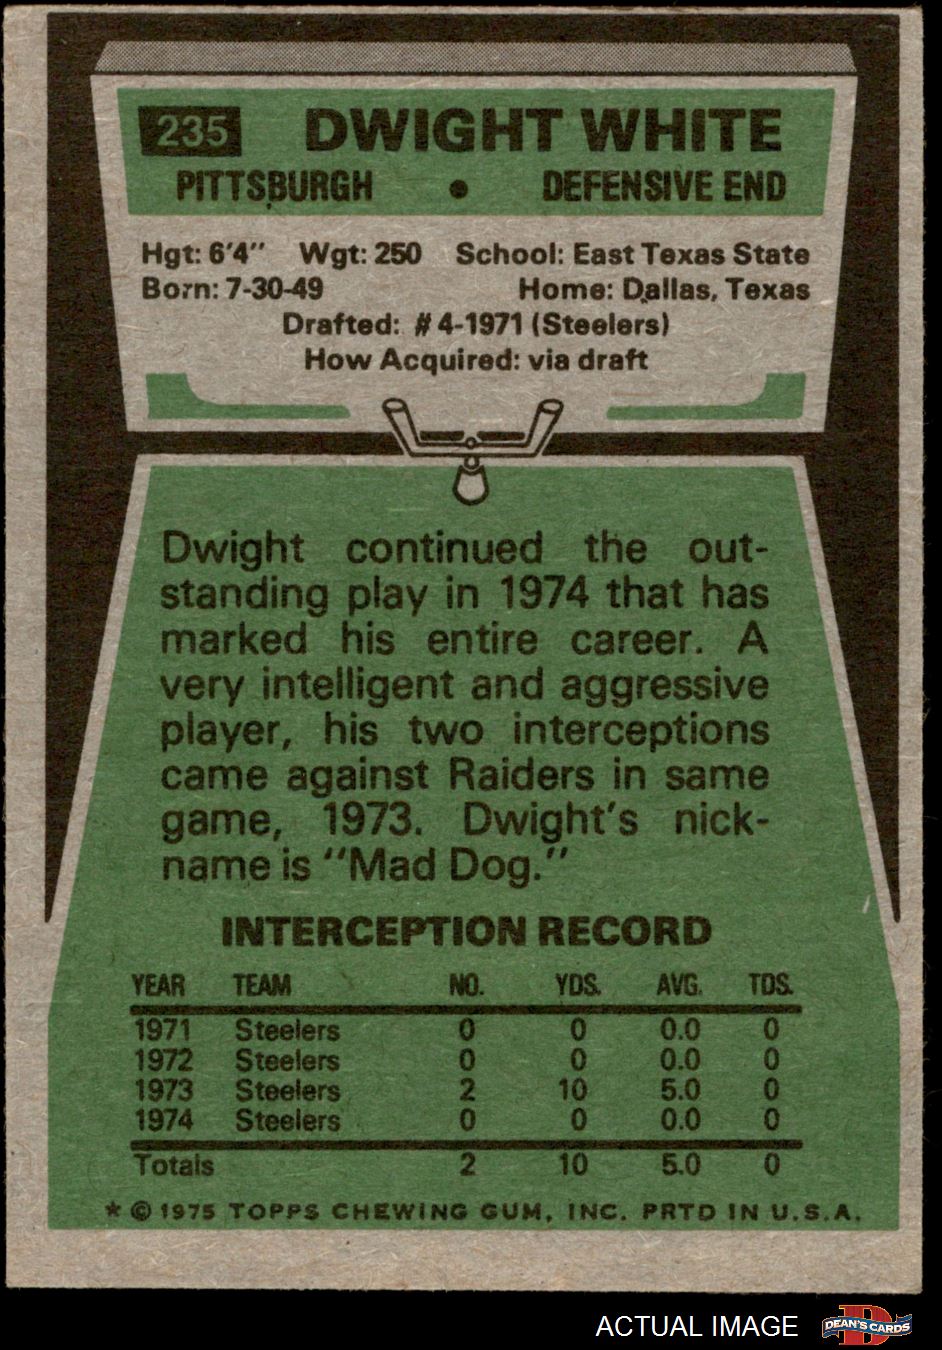 235 DWIGHT WHITE
PITTSBURGH • DEFENSIVE END
Hgt: 6'4" Wgt: 250 School: East Texas State
Born: 7-30-49 Home: Dallas, Texas
Drafted: #4-1971 (Steelers)
How Acquired: via draft
Dwight continued the out-
standing play in 1974 that has
marked his entire career. A
very intelligent and aggressive
player, his two interceptions
came against Raiders in same
game, 1973. Dwight's nick-
name is "Mad Dog."
INTERCEPTION RECORD
YEAR TEAM NO. YDS. AVG. TDS.
1971 Steelers 0 0 0.0 0
1972 Steelers 0 0 0.0 0
1973 Steelers 2 10 5.0 0
1974 Steelers 0 0 0.0 0
Totals 2 10 5.0 0
* © 1975 TOPPS CHEWING GUM, INC. PRTD IN U.S.A.
ACTUAL IMAGE DEAN'S CARDS